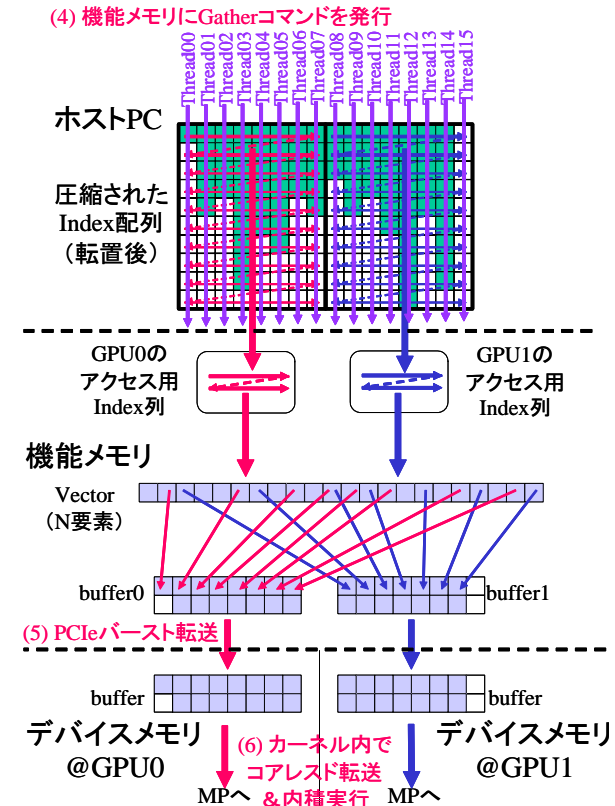 (4) 機能メモリにGatherコマンドを発行
Thread00
Thread01
Thread02
Thread03
Thread04
Thread05
Thread06
Thread07
Thread08
Thread09
Thread10
Thread11
Thread12
Thread13
Thread14
Thread15
ホストPC
圧縮された
Index配列
（転置後）
GPU0の
アクセス用
Index列
GPU1の
アクセス用
Index列
機能メモリ
Vector
（N要素）
buffer0
buffer1
(5) PCIeバースト転送
buffer
buffer
デバイスメモリ
@GPU0
デバイスメモリ
@GPU1
(6) カーネル内で
コアレスド転送
＆内積実行
MPへ
MPへ